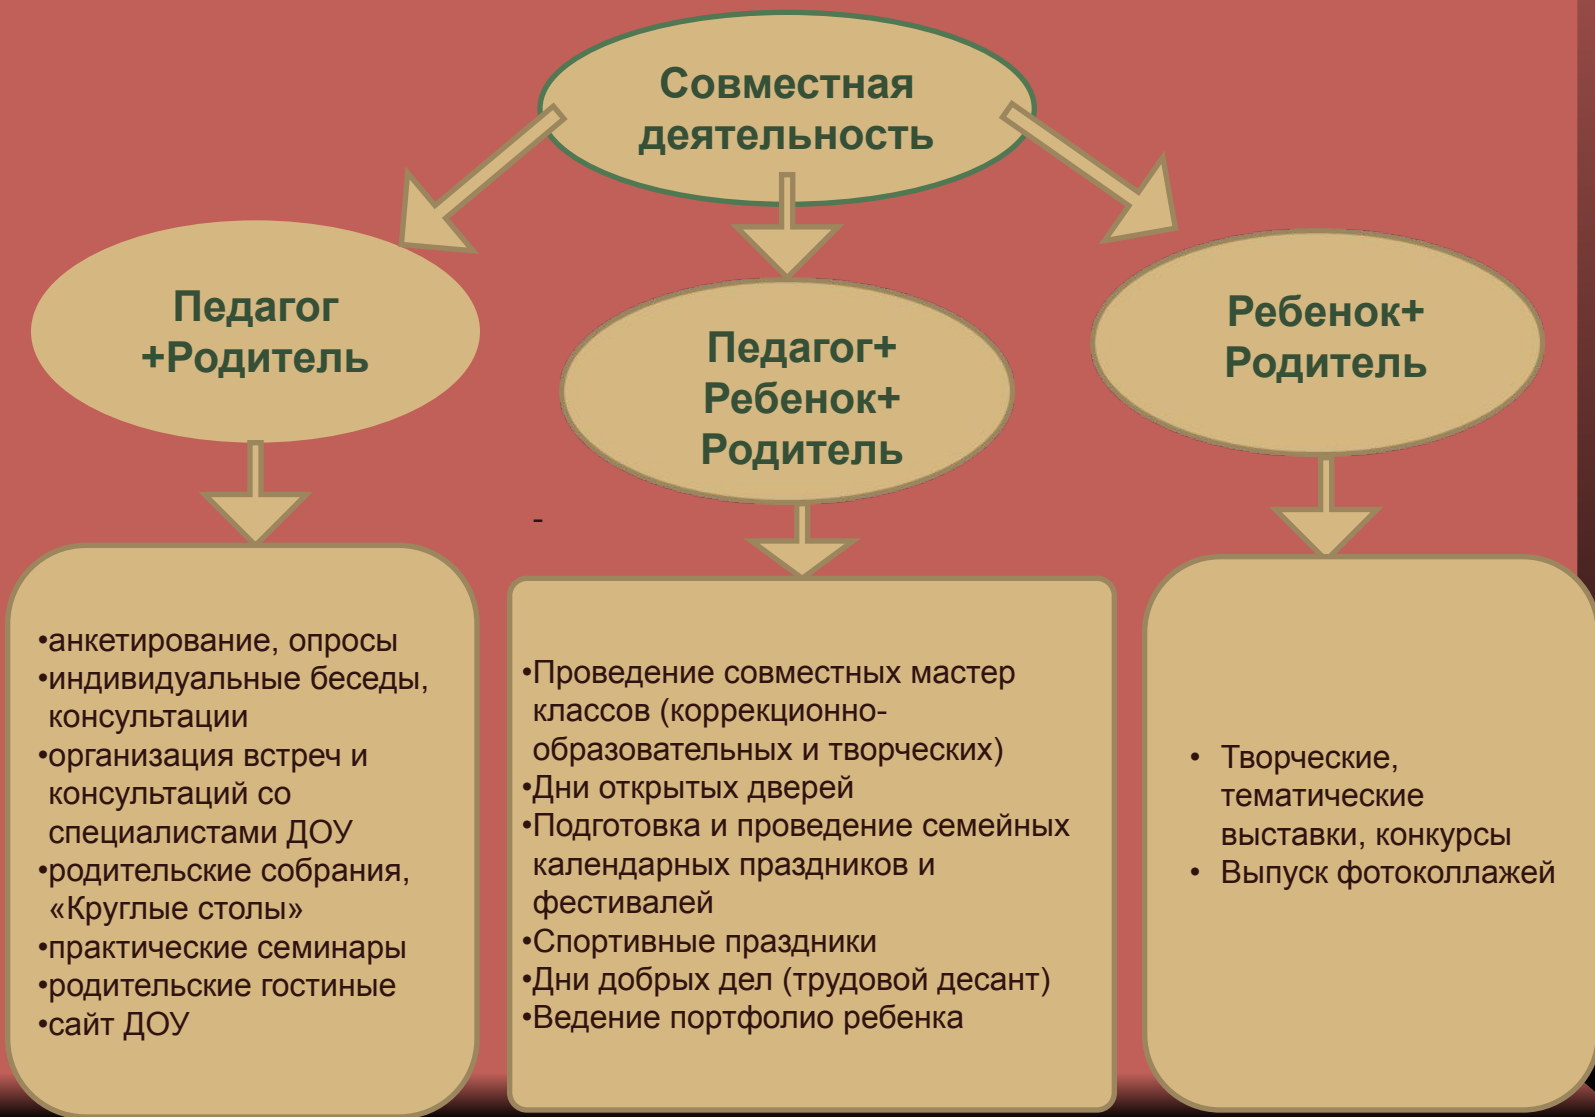 Совместная
деятельность
Педагог
+Родитель
Педагог+
Ребенок+
Родитель
Ребенок+
Родитель
-
•анкетирование, опросы
•индивидуальные беседы,
консультации
•организация встреч и
консультаций со
специалистами ДОУ
•родительские собрания,
«Круглые столы»
•практические семинары
•родительские гостиные
•сайт ДОУ
•Проведение совместных мастер
классов (коррекционно-
образовательных и творческих)
•Дни открытых дверей
•Подготовка и проведение семейных
календарных праздников и
фестивалей
•Спортивные праздники
•Дни добрых дел (трудовой десант)
•Ведение портфолио ребенка
• Творческие,
тематические
выставки, конкурсы
• Выпуск фотоколлажей